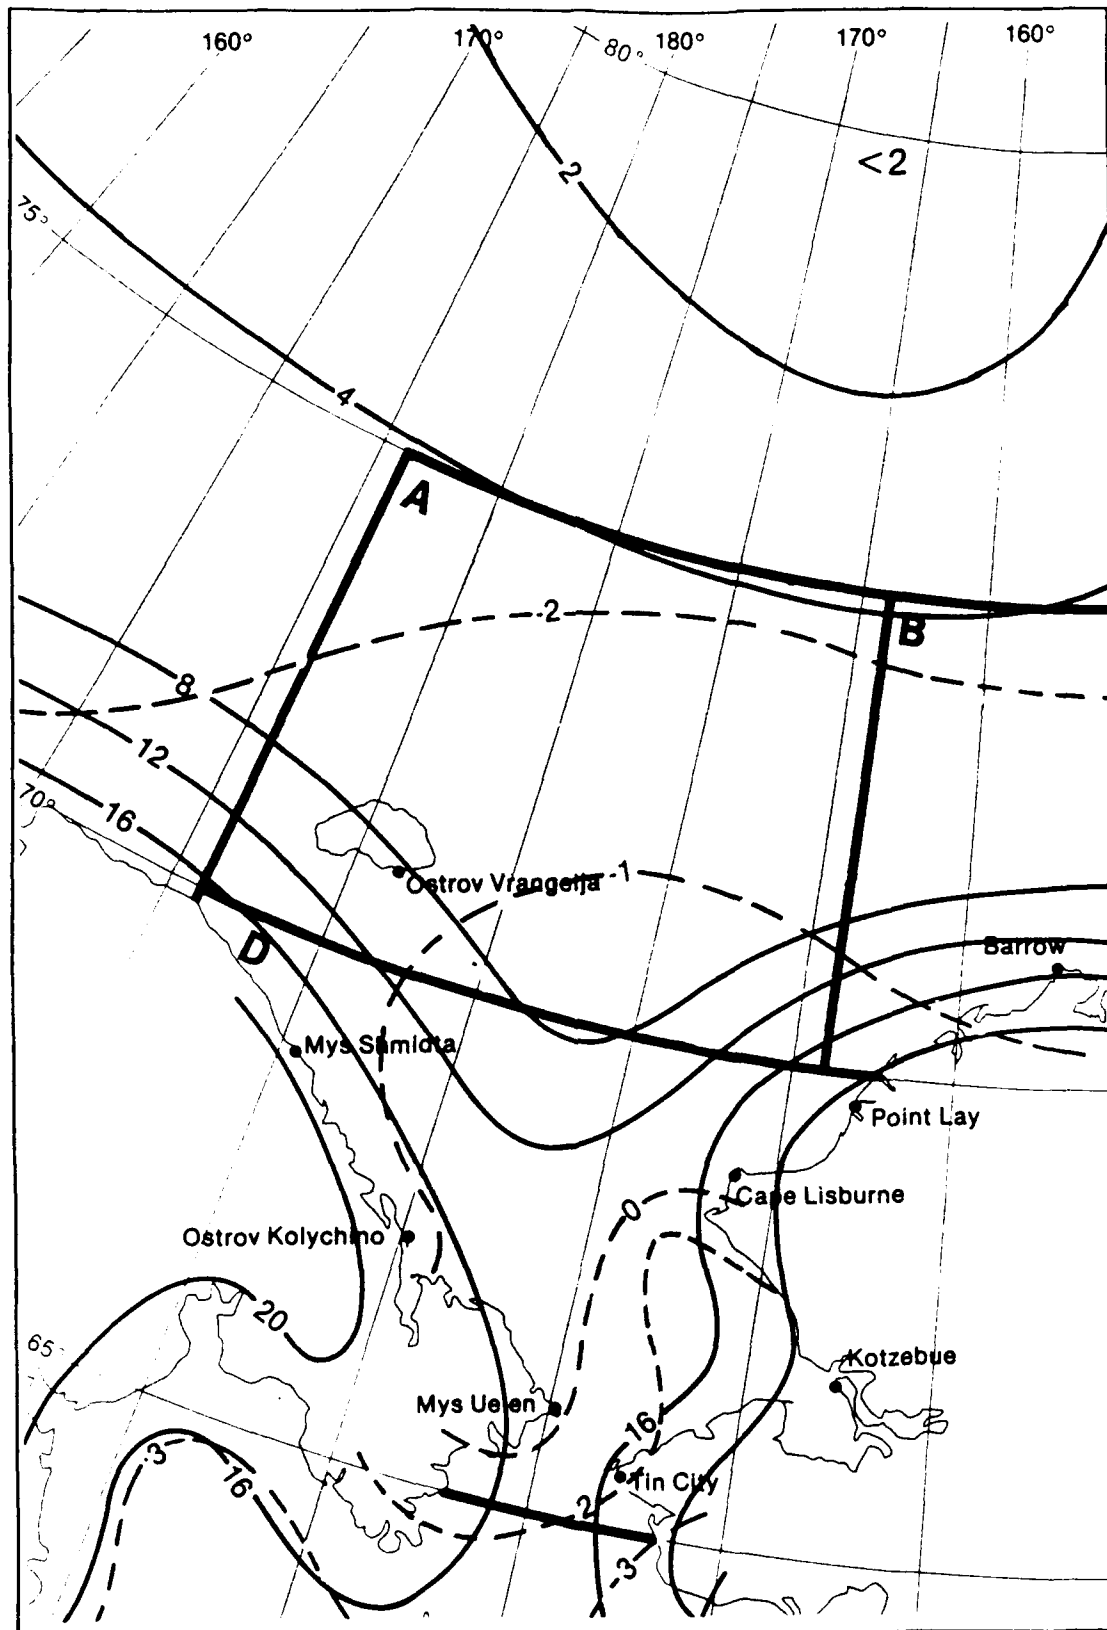 160° 170° 180° 170° 160°
80°
<2
2
75°
4
A
B
-2
8
12
16
70°
Ostrov Vrangelja
-1
D
Barrow
Mys Smidta
Point Lay
Cape Lisburne
0
Ostrov Kolychino
20
65°
Kotzebue
Mys Uelen
16
-3
16
Tin City
2
-3